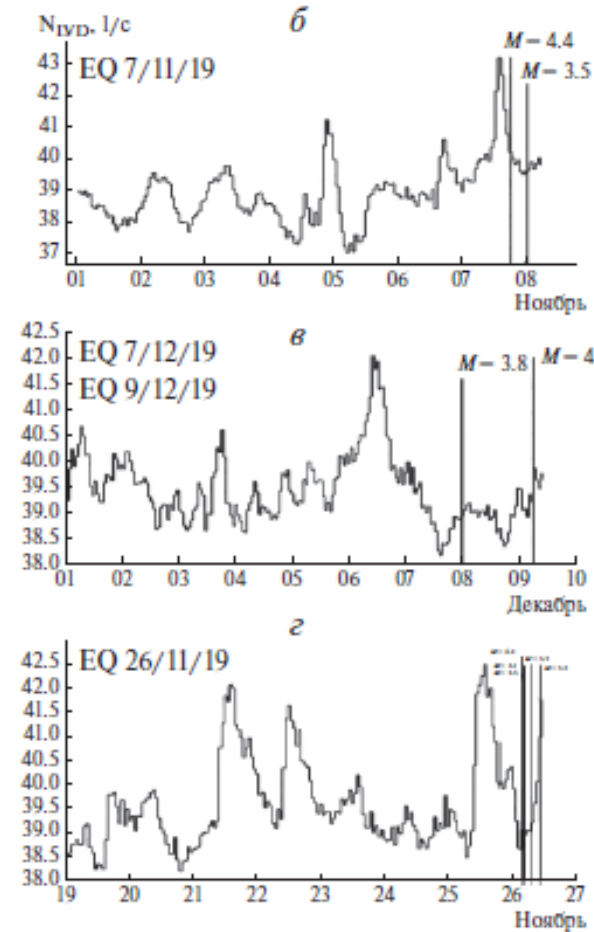 N_IVD, 1/с
б
EQ 7/11/19
M – 4.4
M – 3.5
43
42
41
40
39
38
37
01 02 03 04 05 06 07 08
Ноябрь
в
EQ 7/12/19
EQ 9/12/19
M – 3.8
M – 4
42.5
42.0
41.5
41.0
40.5
40.0
39.5
39.0
38.5
38.0
01 02 03 04 05 06 07 08 09 10
Декабрь
г
EQ 26/11/19
42.5
42.0
41.5
41.0
40.5
40.0
39.5
39.0
38.5
38.0
19 20 21 22 23 24 25 26 27
Ноябрь